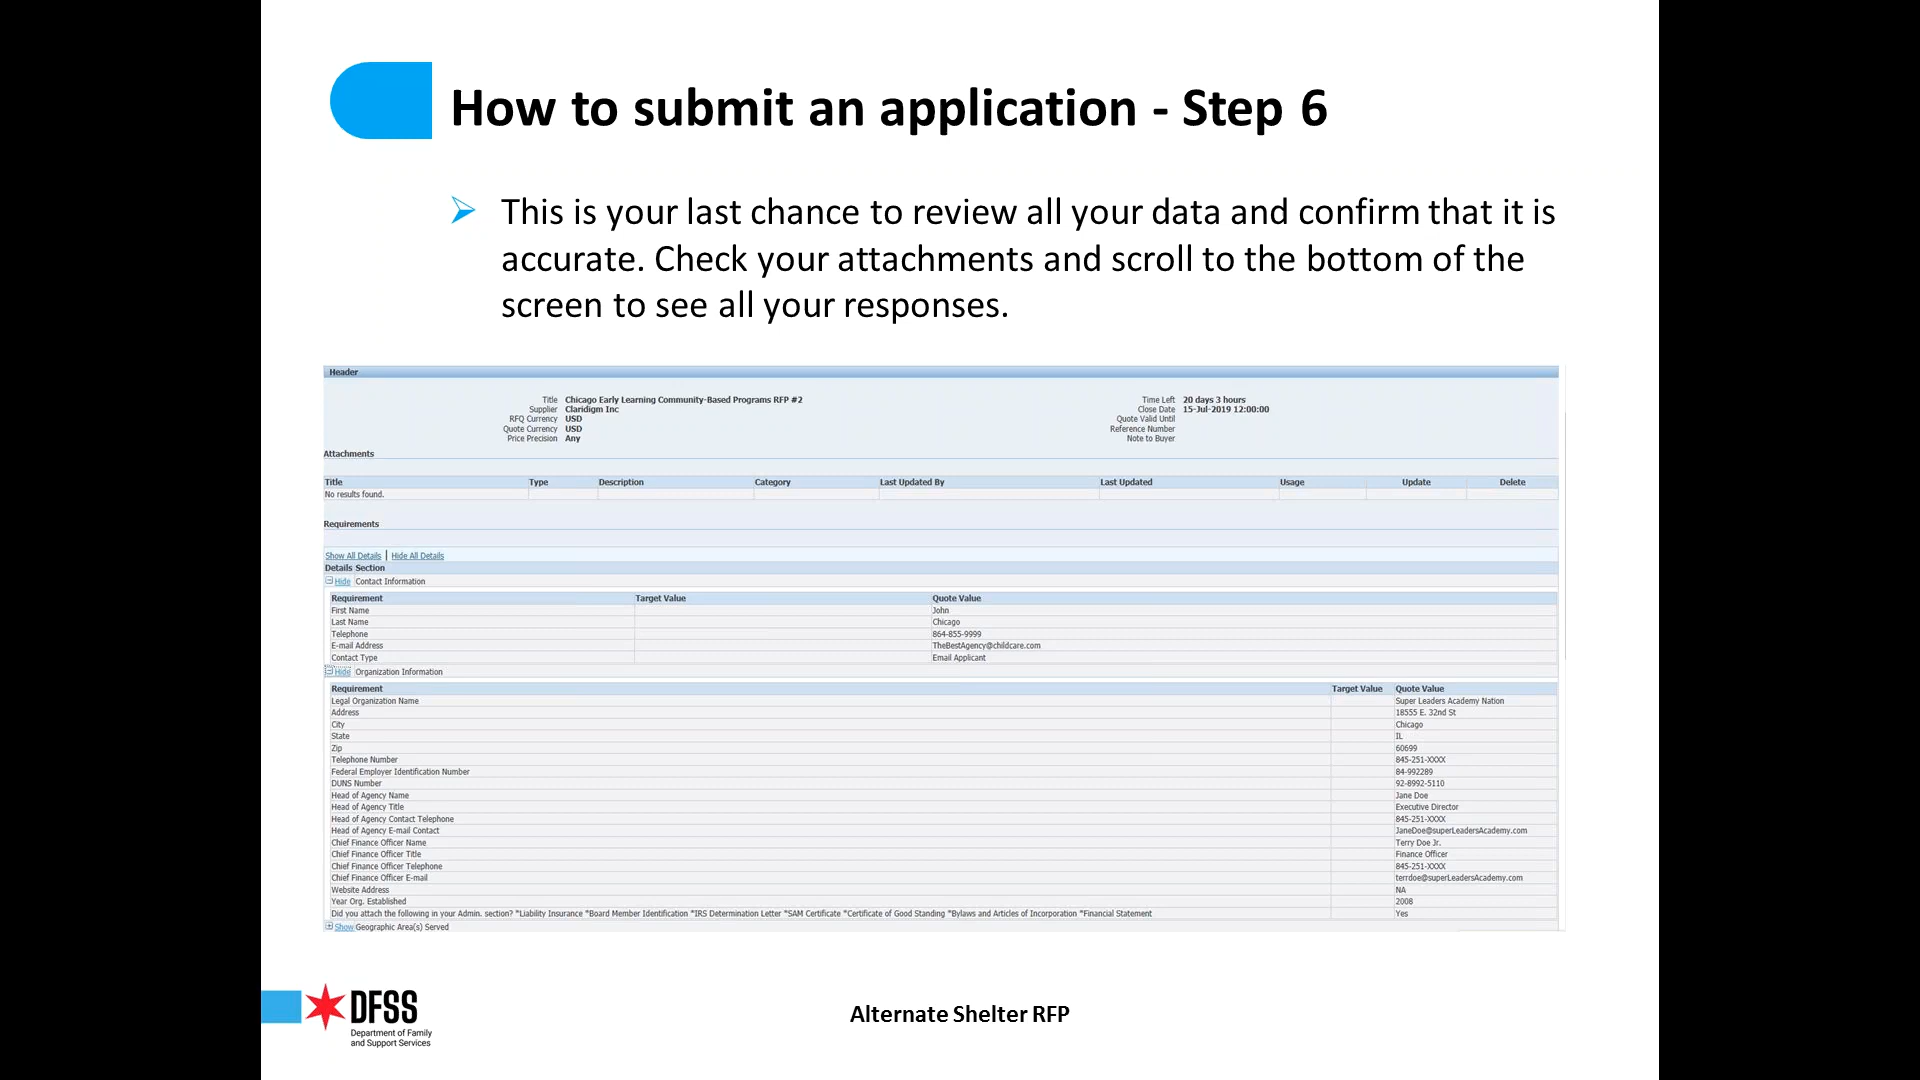 How to submit an application - Step 6
This is your last chance to review all your data and confirm that it is
accurate. Check your attachments and scroll to the bottom of the
screen to see all your responses.
Header
Title Chicago Early Learning Community-Based Programs RFP #2
Supplier Claridigm Inc
RFQ Currency USD
Quote Currency USD
Price Precision Any
Time Left 20 days 3 hours
Close Date 15-Jul-2019 12:00:00
Quote Valid Until
Reference Number
Note to Buyer
Attachments
Title Type Description Category Last Updated By Last Updated Usage Update Delete
No results found.
Requirements
Show All Details | Hide All Details
Details Section
Hide Contact Information
Requirement Target Value Quote Value
First Name John
Last Name Chicago
Telephone 864-855-9999
E-mail Address TheBestAgency@childcare.com
Contact Type Email Applicant
Hide Organization Information
Requirement Target Value Quote Value
Legal Organization Name Super Leaders Academy Nation
Address 18555 E. 32nd St
City Chicago
State IL
Zip 60699
Telephone Number 845-251-XXXX
Federal Employer Identification Number 84-992289
DUNS Number 92-8992-5110
Head of Agency Name Jane Doe
Head of Agency Title Executive Director
Head of Agency Contact Telephone 845-251-XXXX
Head of Agency E-mail Contact JaneDoe@superLeadersAcademy.com
Chief Finance Officer Name Terry Doe Jr.
Chief Finance Officer Title Finance Officer
Chief Finance Officer Telephone 845-251-XXXX
Chief Finance Officer E-mail terrdoe@superLeadersAcademy.com
Website Address NA
Year Org. Established 2008
Did you attach the following in your Admin. section? *Liability Insurance *Board Member Identification *IRS Determination Letter *SAM Certificate *Certificate of Good Standing *Bylaws and Articles of Incorporation *Financial Statement Yes
Show Geographic Area(s) Served
DFSS
Department of Family
and Support Services
Alternate Shelter RFP